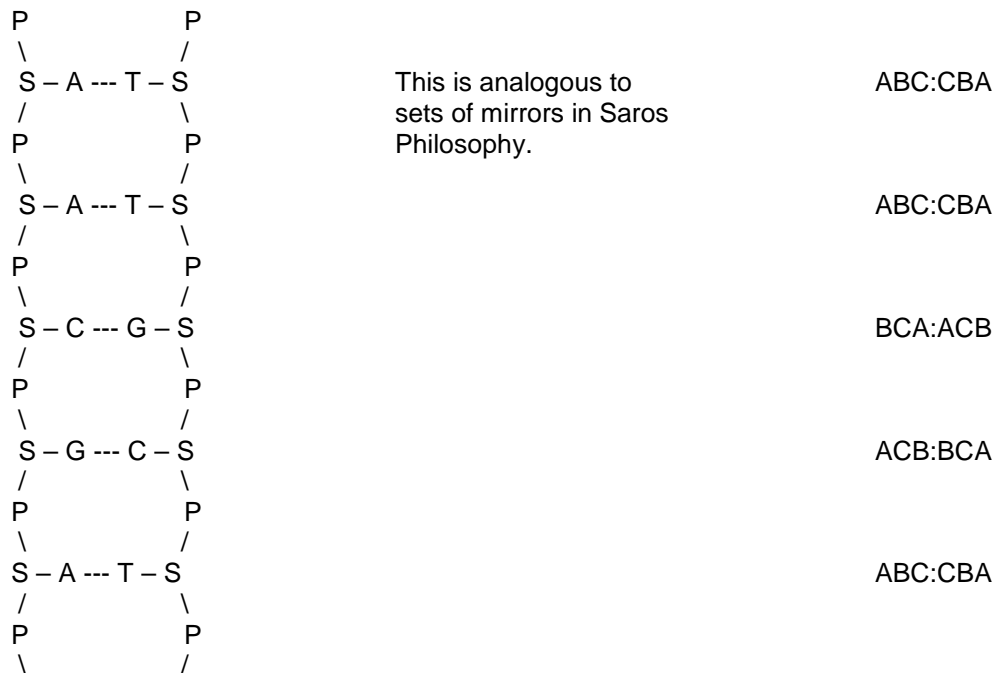 P P
\ /
S – A --- T – S This is analogous to ABC:CBA
/ \ sets of mirrors in Saros
P P Philosophy.
\ /
S – A --- T – S ABC:CBA
/ \
P P
\ /
S – C --- G – S BCA:ACB
/ \
P P
\ /
S – G --- C – S ACB:BCA
/ \
P P
\ /
S – A --- T – S ABC:CBA
/ \
P P
\ /